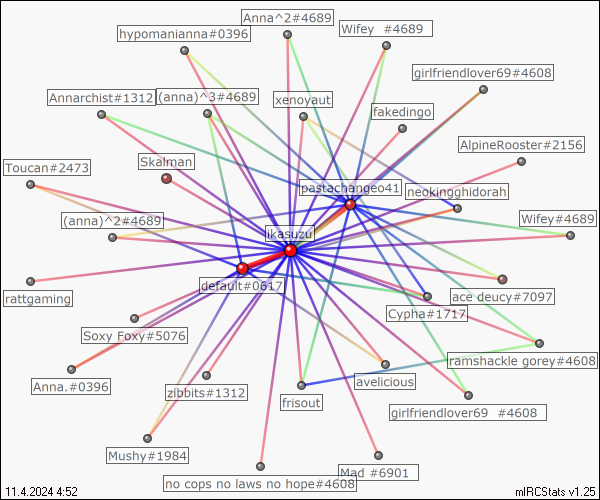 Anna^2#4689
Wifey  #4689
hypomanianna#0396
girlfriendlover69#4608
Annarchist#1312
(anna)^3#4689
xenoyaut
fakedingo
AlpineRooster#2156
Skaman
Toucan#2473
pastachangeo41
neokingghidorah
(anna)^2#4689
Wifey#4689
ikasuzu
default#0617
ace deucy#7097
rattgaming
Cypha#1717
Soxy Foxy#5076
ramshackle gorey#4608
Anna.#0396
avelicious
zibbits#1312
frisout
girlfriendlover69  #4608
Mushy#1984
Mad #6901
no cops no laws no hope#4608
11.4.2024 4:52
mIRCStats v1.25